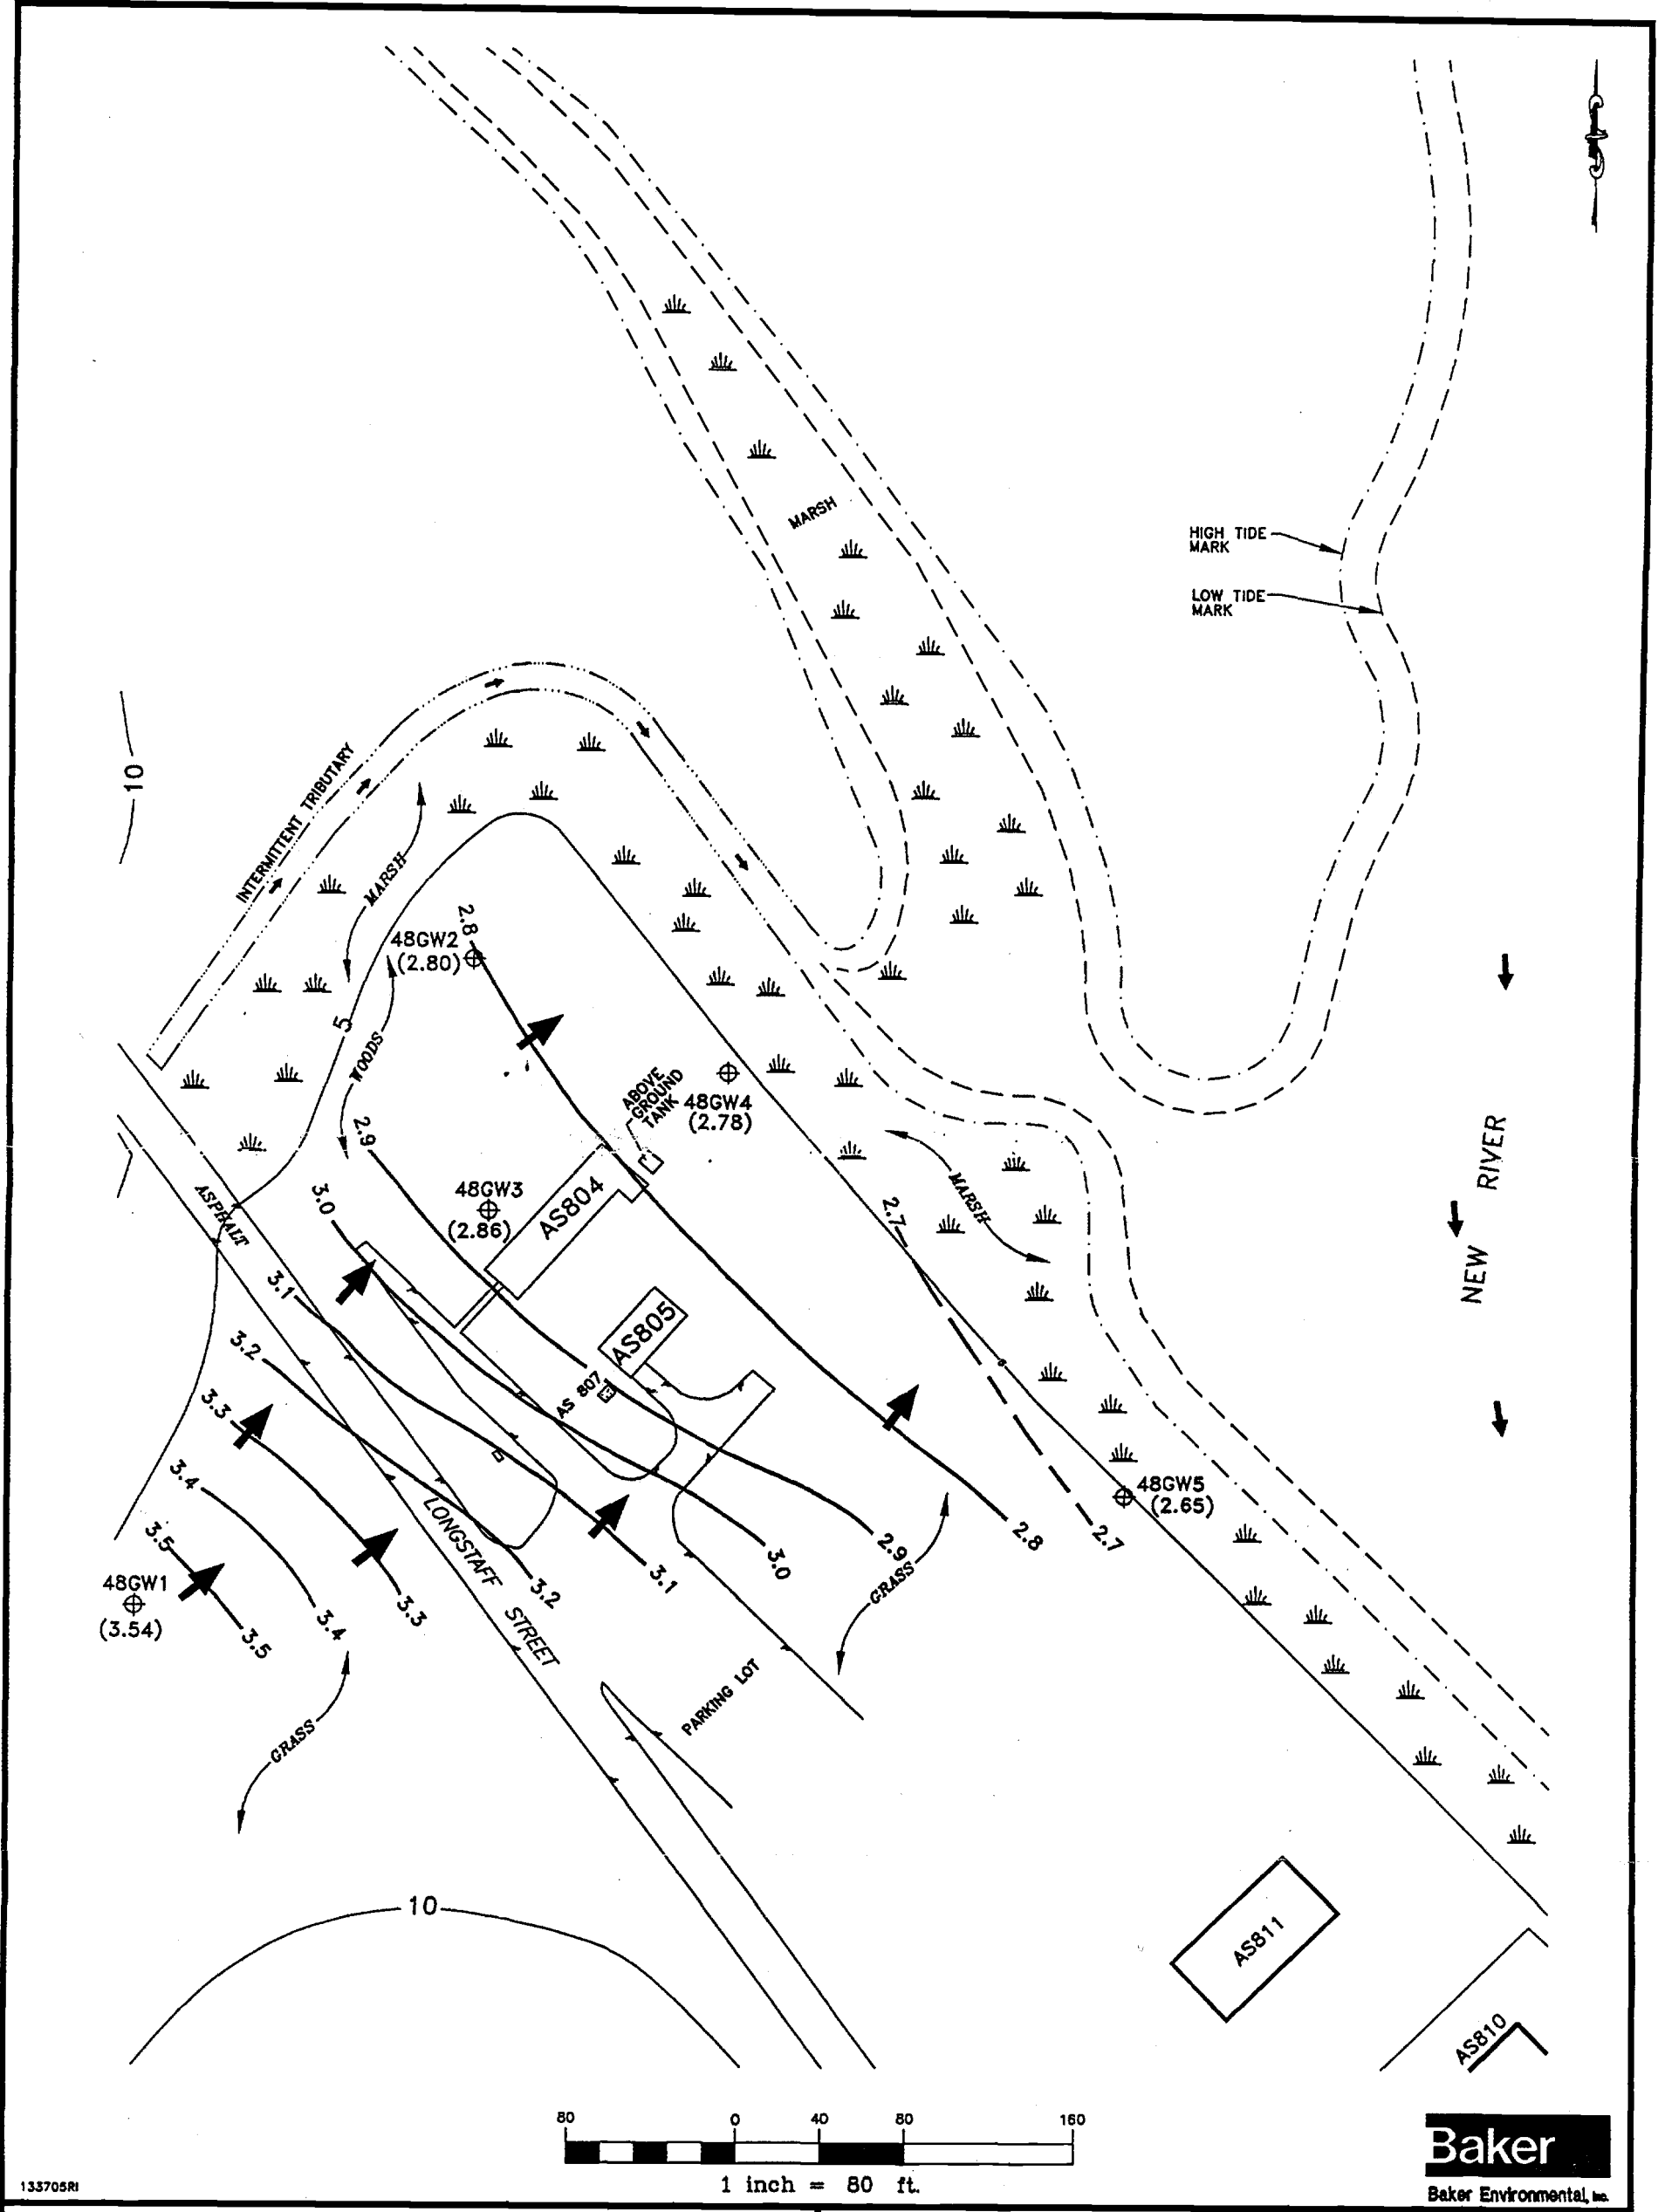 MARSH
HIGH TIDE
MARK
LOW TIDE
MARK
10
INTERMITTENT TRIBUTARY
MARSH
2.8
48GW2
(2.80)
5
WOODS
ABOVE
GROUND
TANK
48GW4
(2.78)
2.9
48GW3
(2.86)
AS804
3.0
ASPHALT
MARSH
2.7
NEW RIVER
3.1
AS805
3.2
AS 807
3.3
3.4
48GW5
(2.65)
3.5
LONGSTAFF STREET
2.8
2.7
2.9
3.0
3.1
3.2
3.3
3.4
3.5
48GW1
(3.54)
GRASS
GRASS
PARKING LOT
10
AS811
AS810
80
0
40
80
160
1 inch = 80 ft.
133705RI
Baker
Baker Environmental, Inc.